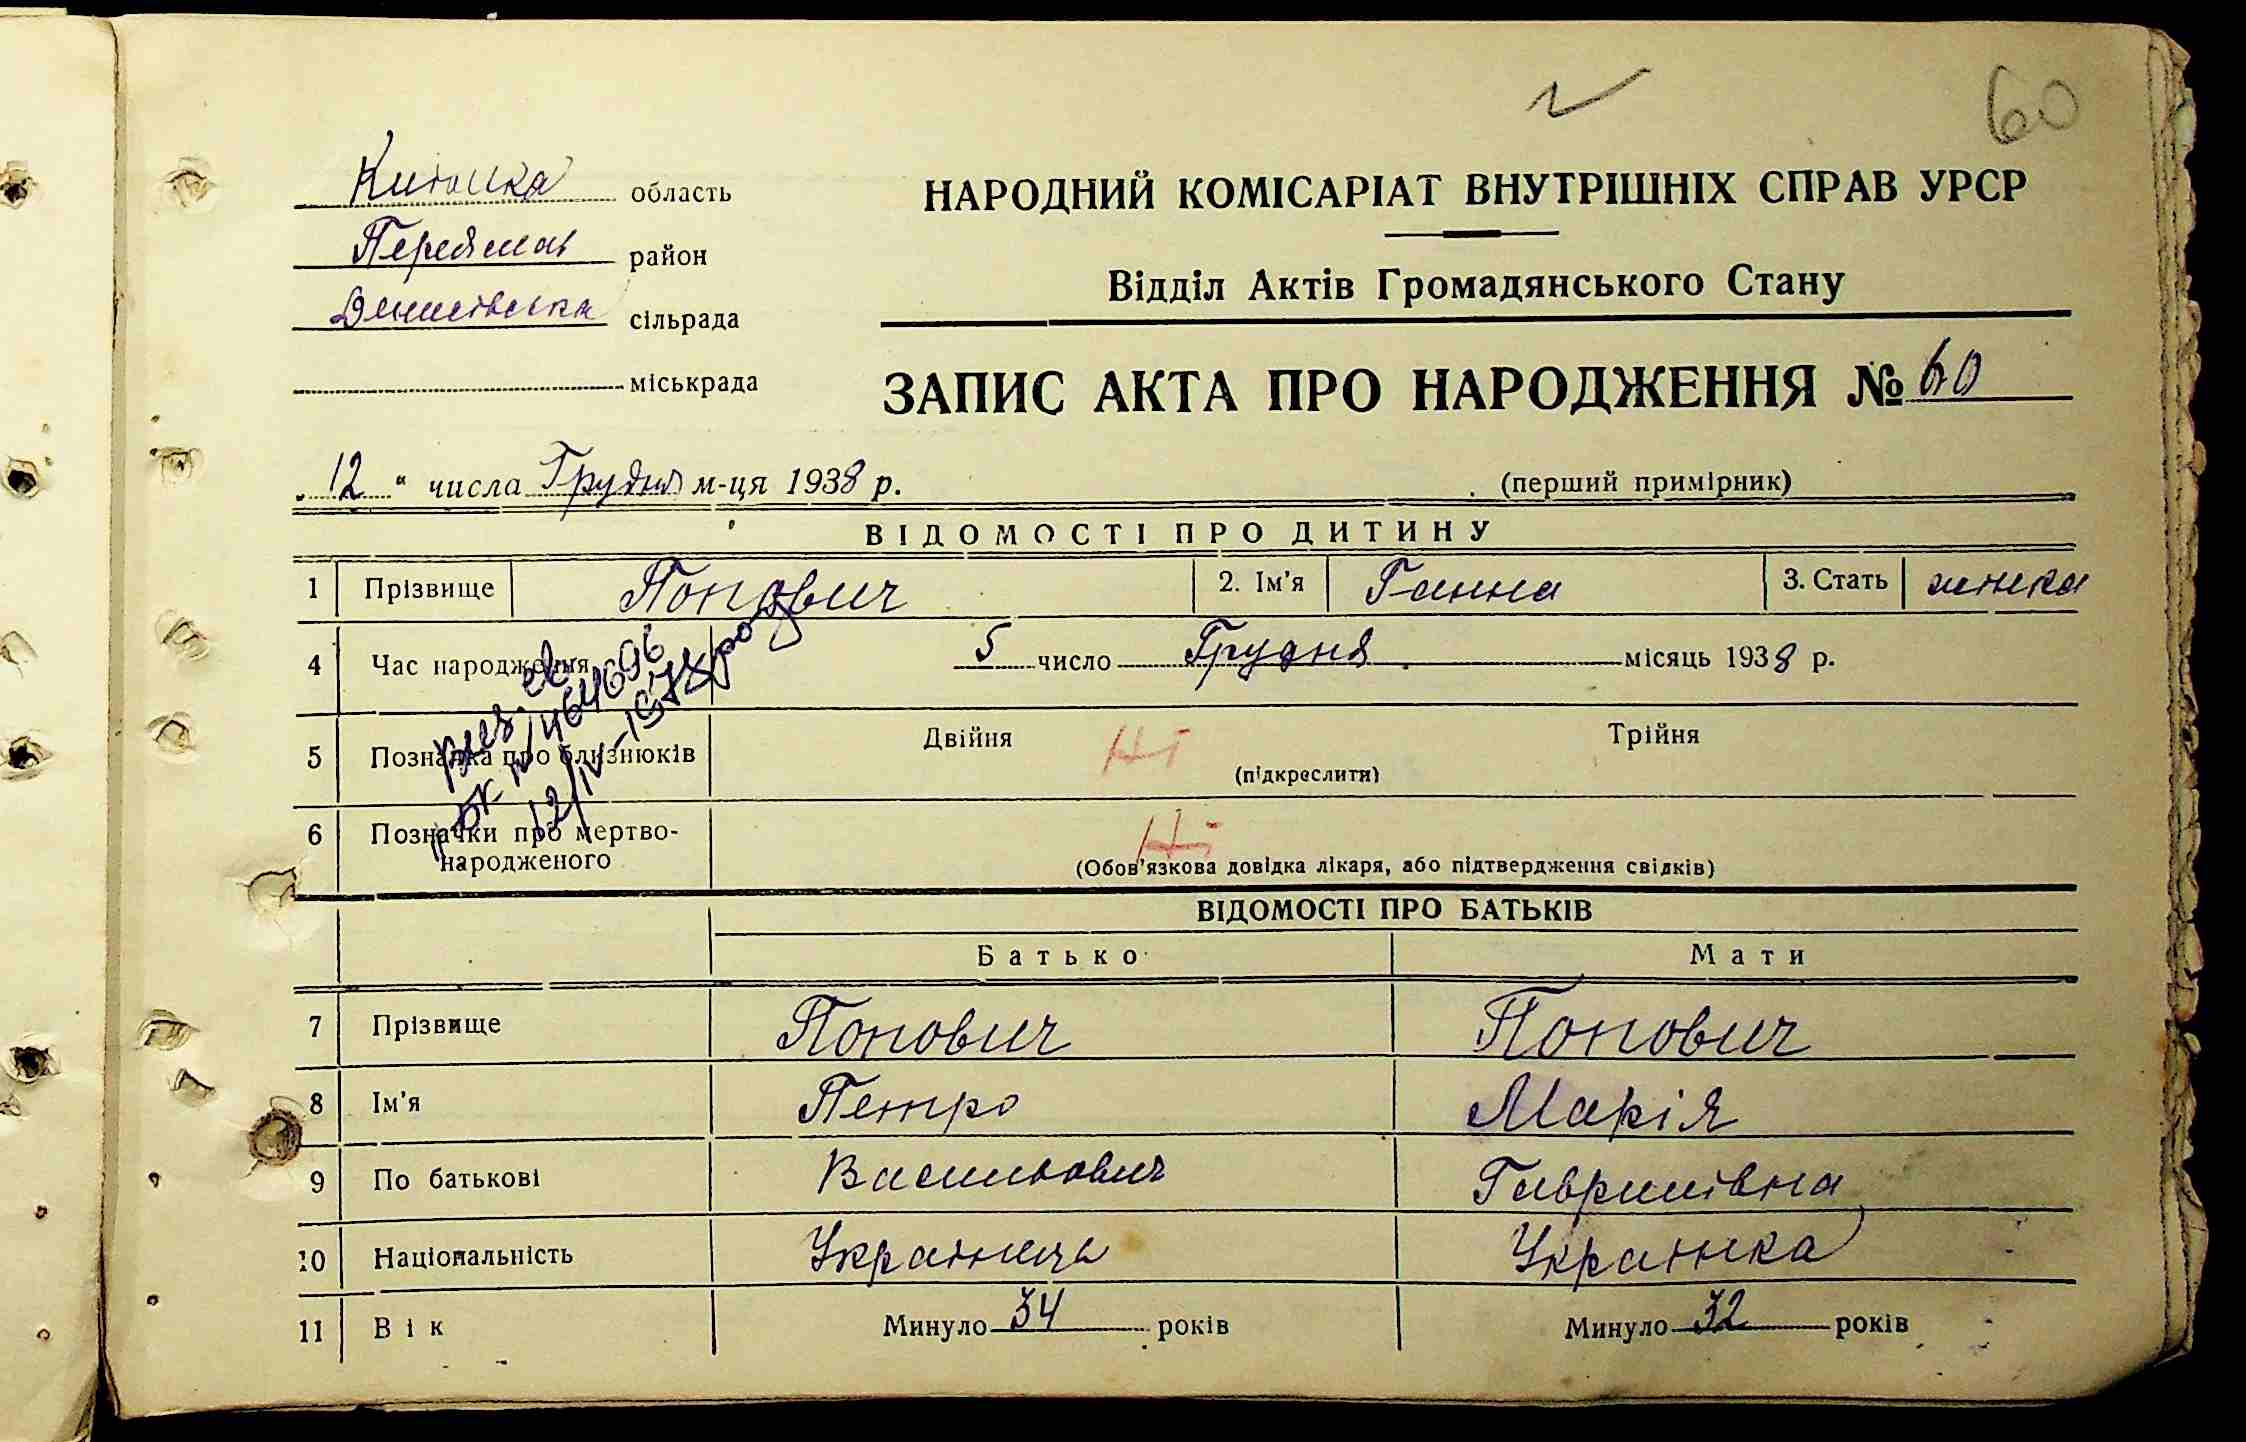 60
Київська область
НАРОДНИЙ КОМІСАРІАТ ВНУТРІШНІХ СПРАВ УРСР
Переяслав район
Відділ Актів Громадянського Стану
сільрада
міськрада
ЗАПИС АКТА ПРО НАРОДЖЕННЯ № 60
„ 12 “ числа Грудня м-ця 1938 р. (перший примірник)
ВІДОМОСТІ ПРО ДИТИНУ
1 Прізвище Попович 2. Ім'я Ганна 3. Стать жінка
4 Час народження 5 число Грудня місяць 1938 р.
5 Позначка про близнюків Двійня Ні Трійня
(підкреслити)
6 Позначки про мертво-
народженого Ні
(Обов'язкова довідка лікаря, або підтвердження свідків)
ВІДОМОСТІ ПРО БАТЬКІВ
Батько Мати
7 Прізвище Попович Попович
8 Ім'я Петро Марія
9 По батькові Васильович Гаврилівна
10 Національність Українець Українка
11 Вік Минуло 34 років Минуло 32 років